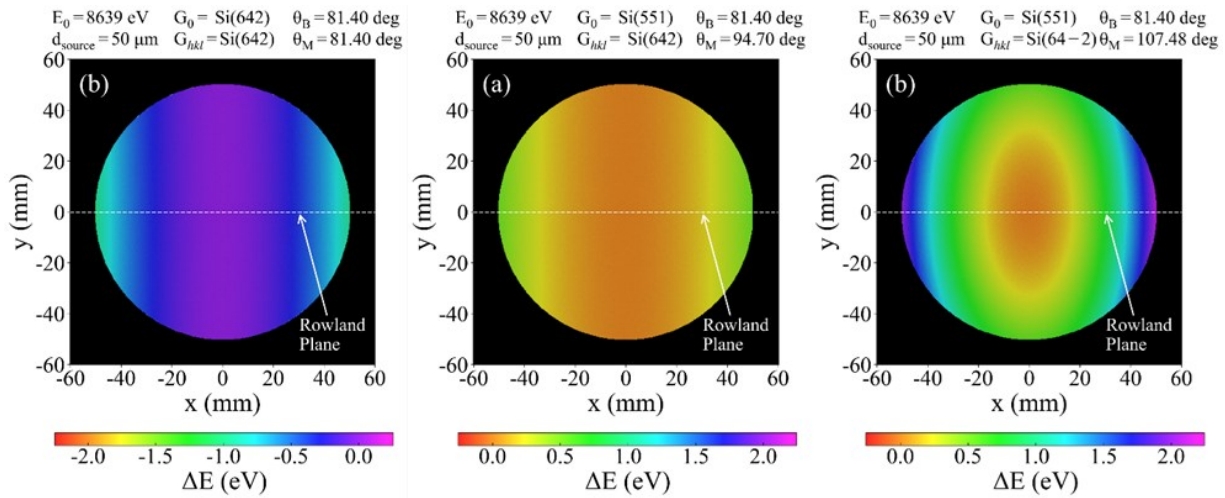 E₀ = 8639 eV G₀ = Si(642) θB = 81.40 deg
dsource = 50 μm Ghkl = Si(642) θM = 81.40 deg
(b)
60
40
20
0
-20
-40
-60
y (mm)
Rowland
Plane
-60 -40 -20 0 20 40 60
x (mm)
-2.0 -1.5 -1.0 -0.5 0.0
ΔE (eV)
E₀ = 8639 eV G₀ = Si(551) θB = 81.40 deg
dsource = 50 μm Ghkl = Si(642) θM = 94.70 deg
(a)
60
40
20
0
-20
-40
-60
y (mm)
Rowland
Plane
-60 -40 -20 0 20 40 60
x (mm)
0.0 0.5 1.0 1.5 2.0
ΔE (eV)
E₀ = 8639 eV G₀ = Si(551) θB = 81.40 deg
dsource = 50 μm Ghkl = Si(64−2) θM = 107.48 deg
(b)
60
40
20
0
-20
-40
-60
y (mm)
Rowland
Plane
-60 -40 -20 0 20 40 60
x (mm)
0.0 0.5 1.0 1.5 2.0
ΔE (eV)